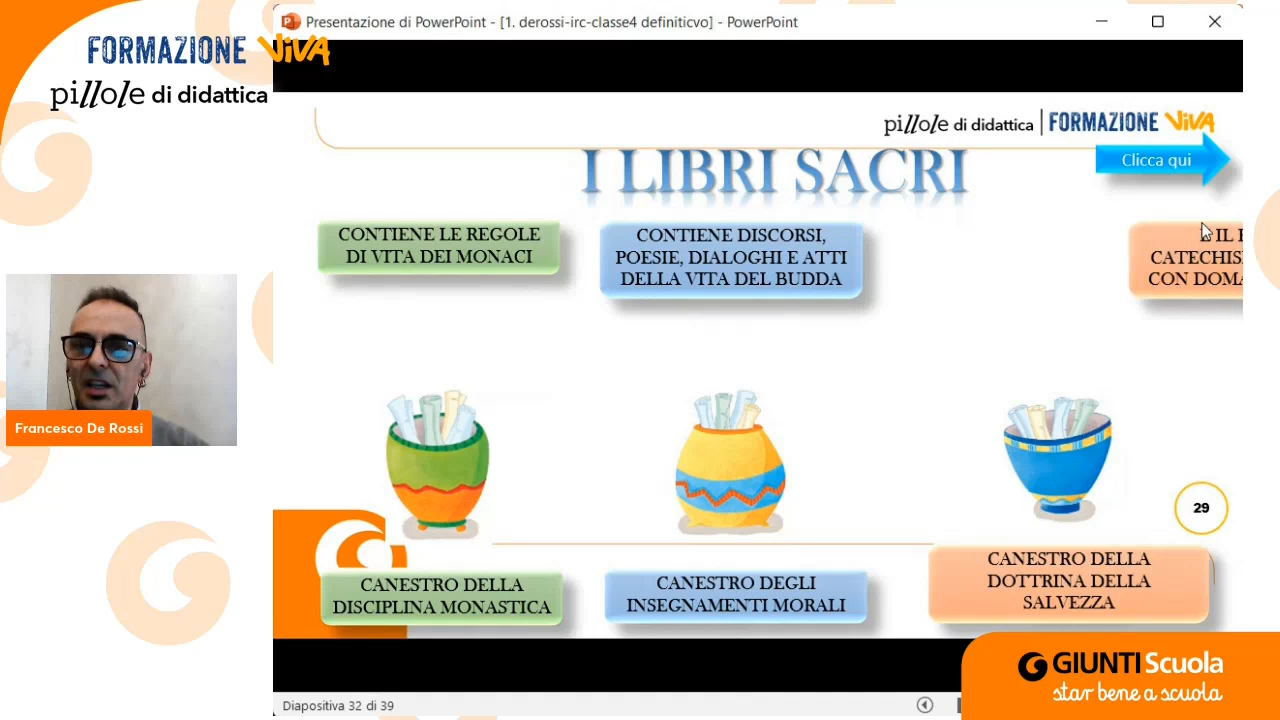 FORMAZIONE VIVA
pillole di didattica
Presentazione di PowerPoint - [1. derossi-irc-classe4 definiticvo] - PowerPoint
pillole di didattica FORMAZIONE VIVA
I LIBRI SACRI
Clicca qui
CONTIENE LE REGOLE
DI VITA DEI MONACI
CONTIENE DISCORSI,
POESIE, DIALOGHI E ATTI
DELLA VITA DEL BUDDA
IL
CON
Francesco De Rossi
29
CANESTRO DELLA
DISCIPLINA MONASTICA
CANESTRO DEGLI
INSEGNAMENTI MORALI
CANESTRO DELLA
DOTTRINA DELLA
SALVEZZA
GIUNTI Scuola
star bene a scuola
Diapositiva 32 di 39